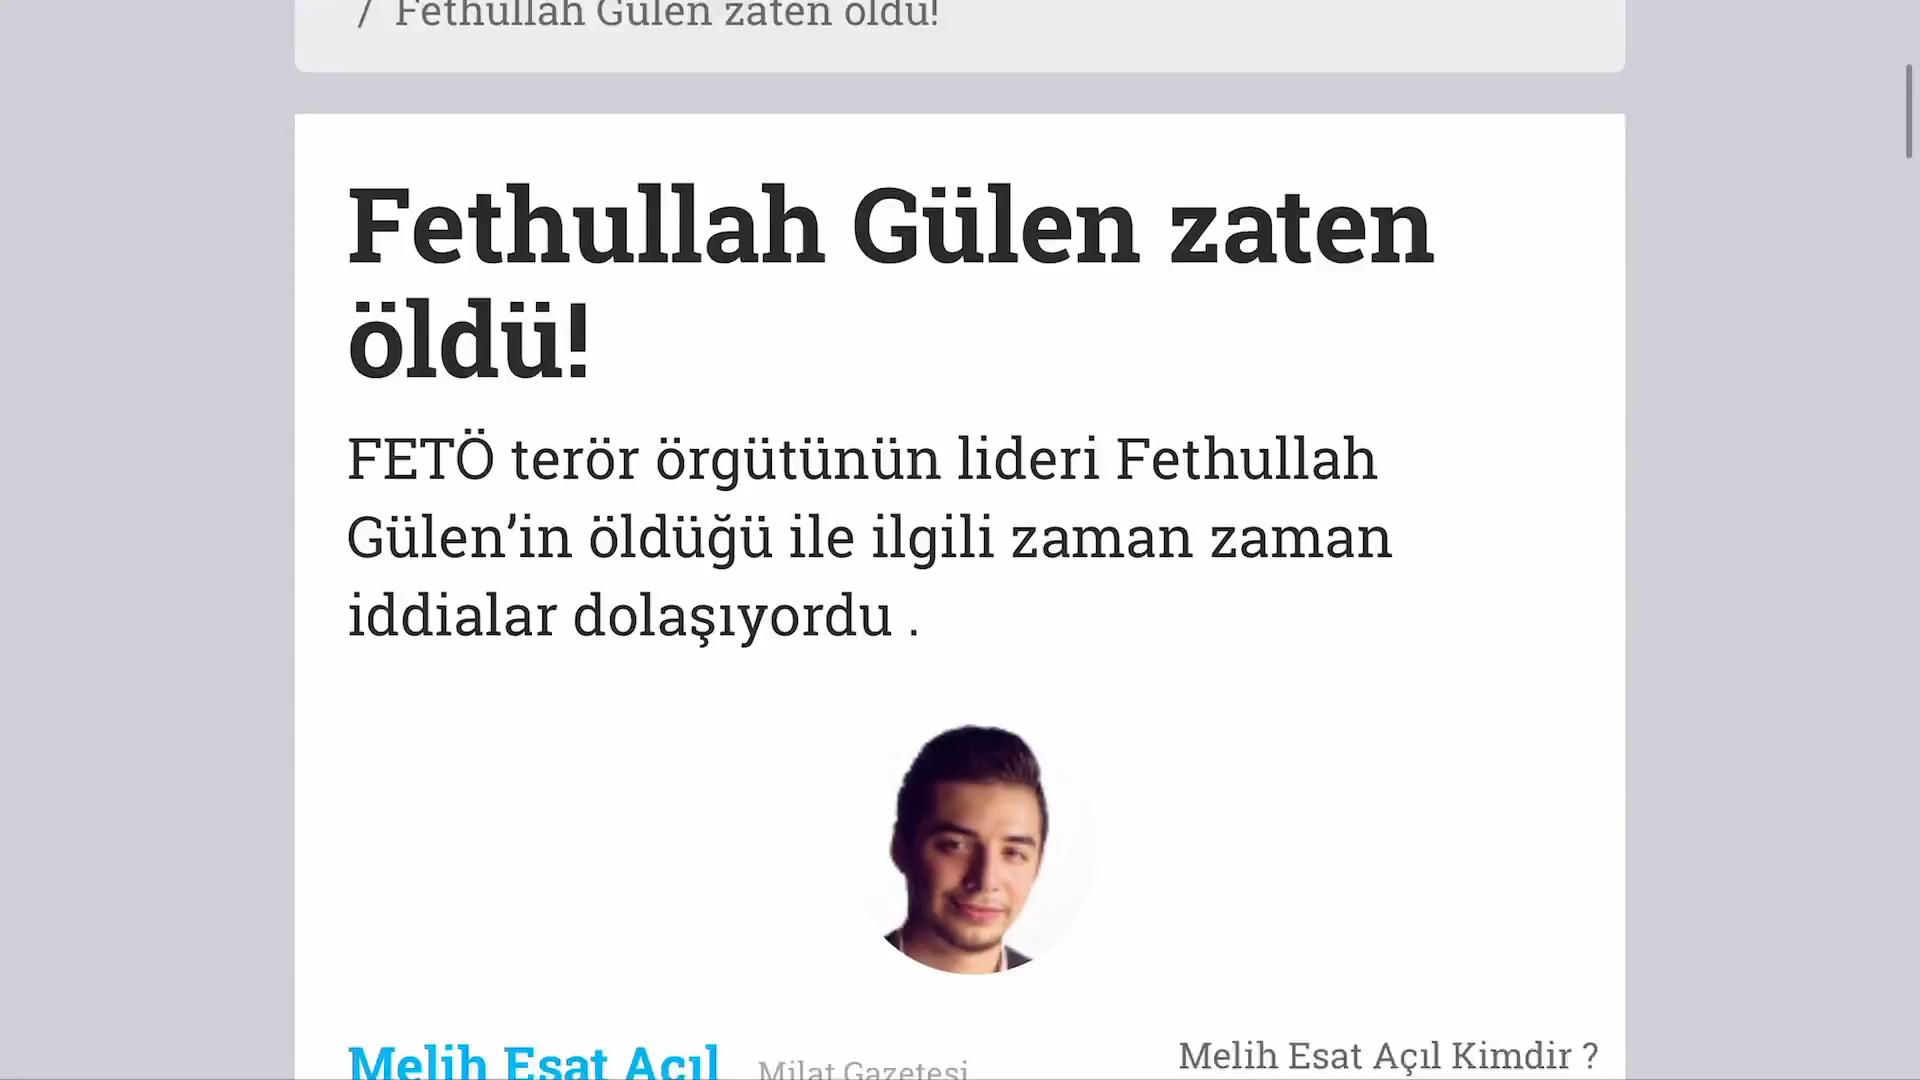 / Fethullah Gülen zaten öldü!
Fethullah Gülen zaten
öldü!
FETÖ terör örgütünün lideri Fethullah
Gülen’in öldüğü ile ilgili zaman zaman
iddialar dolaşıyordu .
Melih Esat Açıl Milat Gazetesi Melih Esat Açıl Kimdir ?